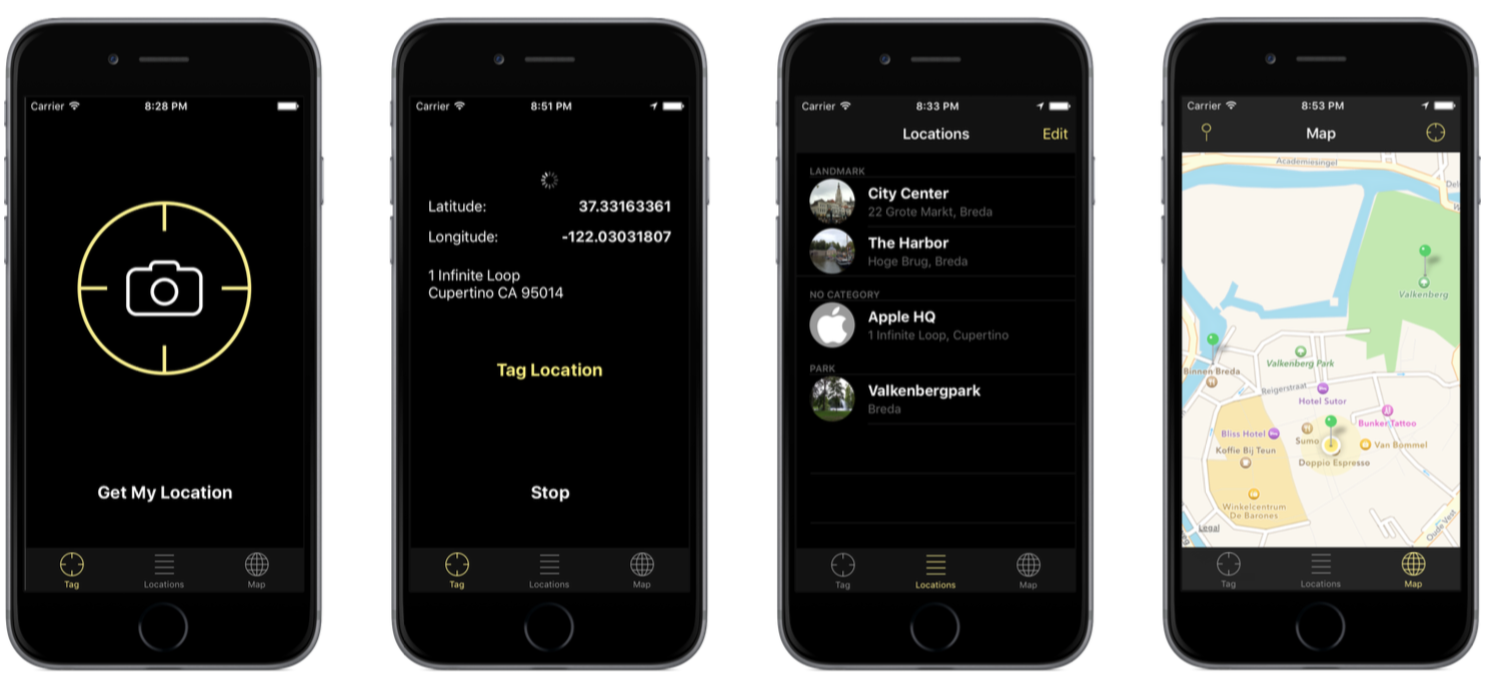 Carrier
8:28 PM
Get My Location
Tag
Locations
Map
Carrier
8:51 PM
Latitude:
37.33163361
Longitude:
-122.03031807
1 Infinite Loop
Cupertino CA 95014
Tag Location
Stop
Tag
Locations
Map
Carrier
8:33 PM
Locations
Edit
LANDMARK
City Center
22 Grote Markt, Breda
The Harbor
Hoge Brug, Breda
NO CATEGORY
Apple HQ
1 Infinite Loop, Cupertino
PARK
Valkenbergpark
Breda
Tag
Locations
Map
Carrier
8:53 PM
Map
Academiesingel
Valkenberg
Binnen Breda
Valkenberg Park
Reigerstraat
Hotel Sutor
Bunker Tattoo
Bliss Hotel
Sumo
Van Bommel
Koffie Bij Teun
Doppio Espresso
Winkelcentrum
De Barones
Oude Vest
Tag
Locations
Map